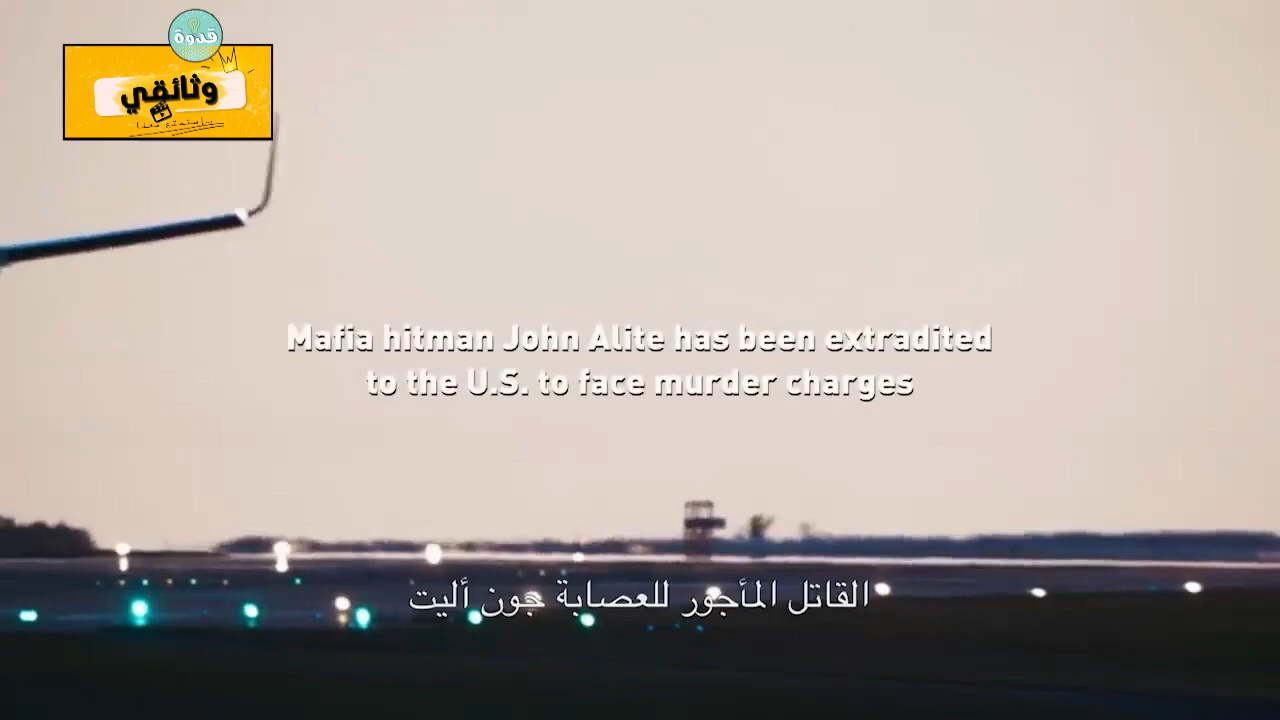 قدوة
وثائقي
Mafia hitman John Alite has been extradited
to the U.S. to face murder charges
القاتل المأجور للعصابة جون أليت